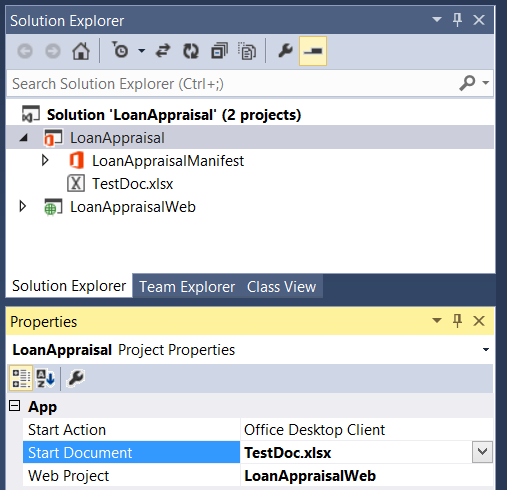 Solution Explorer
Search Solution Explorer (Ctrl+;)
Solution 'LoanAppraisal' (2 projects)
LoanAppraisal
LoanAppraisalManifest
TestDoc.xlsx
LoanAppraisalWeb
Solution Explorer Team Explorer Class View
Properties
LoanAppraisal Project Properties
App
Start Action Office Desktop Client
Start Document TestDoc.xlsx
Web Project LoanAppraisalWeb